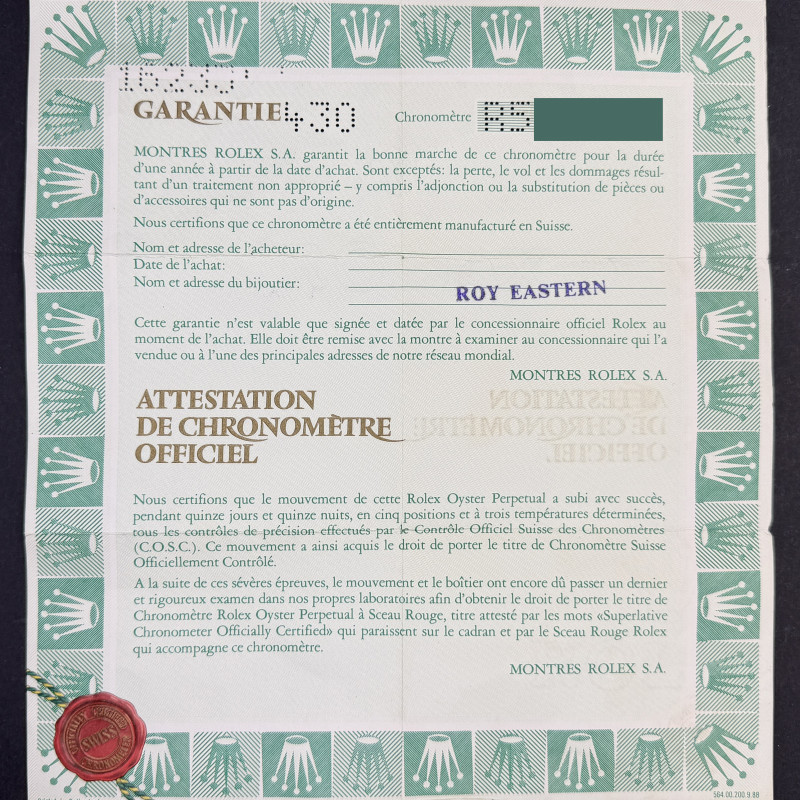 16233
GARANTIE 430 Chronomètre R5
MONTRES ROLEX S.A. garantit la bonne marche de ce chronomètre pour la durée
d'une année à partir de la date d'achat. Sont exceptés: la perte, le vol et les dommages résul-
tant d'un traitement non approprié – y compris l'adjonction ou la substitution de pièces ou
d'accessoires qui ne sont pas d'origine.
Nous certifions que ce chronomètre a été entièrement manufacturé en Suisse.
Nom et adresse de l'acheteur:
Date de l'achat:
Nom et adresse du bijoutier:
ROY EASTERN
Cette garantie n'est valable que signée et datée par le concessionnaire officiel Rolex au
moment de l'achat. Elle doit être remise avec la montre à examiner au concessionnaire qui l'a
vendue ou à l'une des principales adresses de notre réseau mondial.
MONTRES ROLEX S.A.
ATTESTATION
DE CHRONOMÈTRE
OFFICIEL
Nous certifions que le mouvement de cette Rolex Oyster Perpetual a subi avec succès,
pendant quinze jours et quinze nuits, en cinq positions et à trois températures déterminées,
tous les contrôles de précision effectués par le Contrôle Officiel Suisse des Chronomètres
(C.O.S.C.). Ce mouvement a ainsi acquis le droit de porter le titre de Chronomètre Suisse
Officiellement Contrôlé.
A la suite de ces sévères épreuves, le mouvement et le boîtier ont encore dû passer un dernier
et rigoureux examen dans nos propres laboratoires afin d'obtenir le droit de porter le titre de
Chronomètre Rolex Oyster Perpetual à Sceau Rouge, titre attesté par les mots «Superlative
Chronometer Officially Certified» qui paraissent sur le cadran et par le Sceau Rouge Rolex
qui accompagne ce chronomètre.
MONTRES ROLEX S.A.
SWISS
564.00.200.9.88